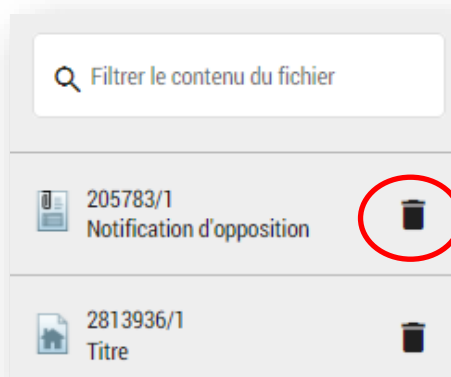 Filtrer le contenu du fichier
205783/1
Notification d'opposition
2813936/1
Titre